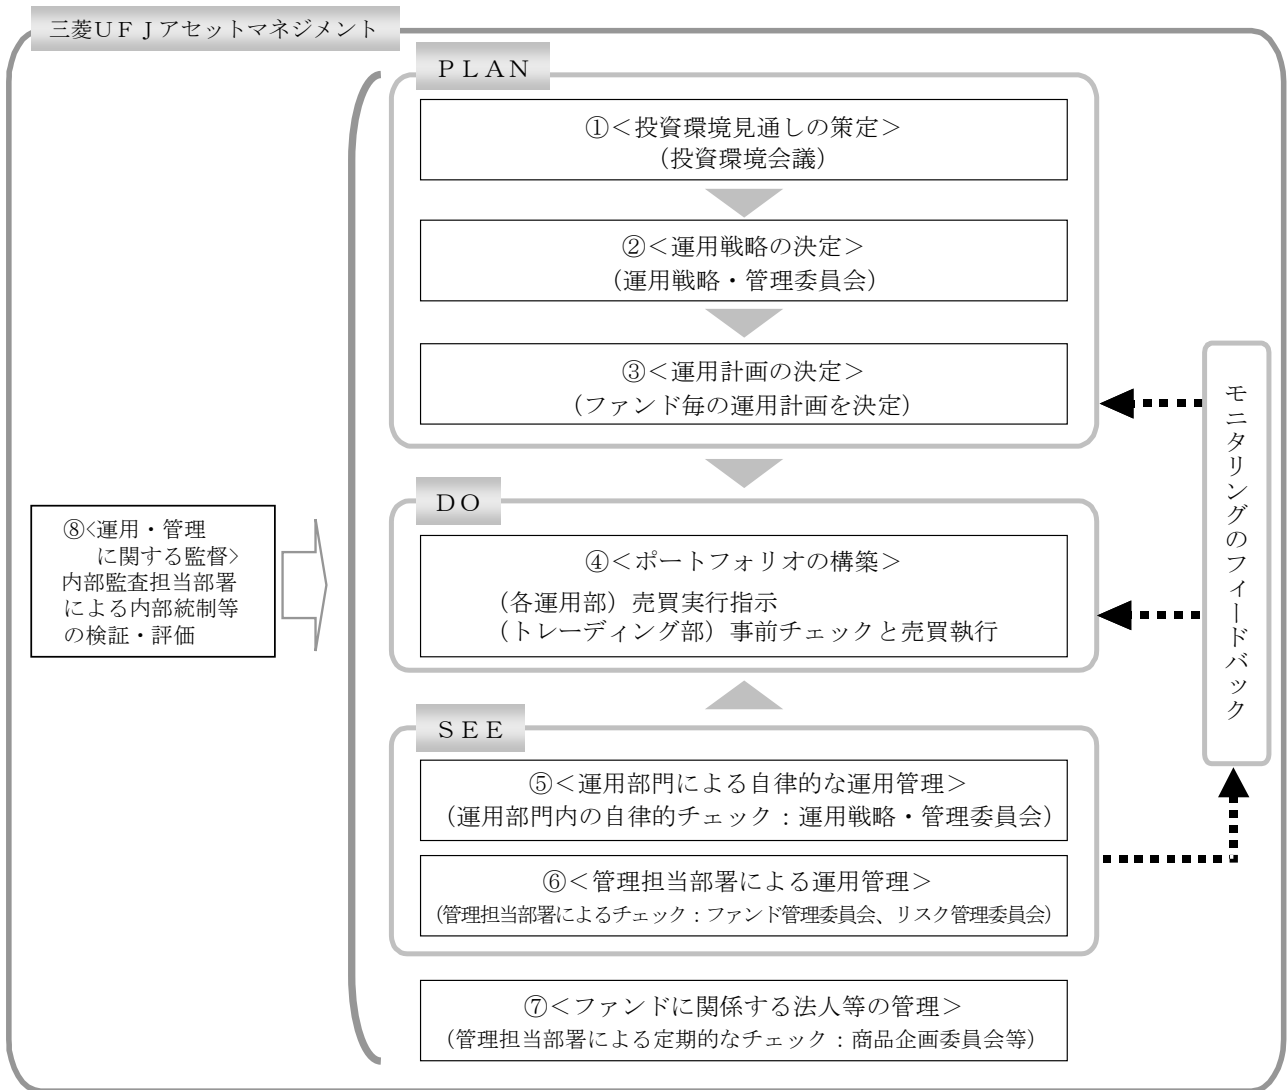 三菱ＵＦＪアセットマネジメント
ＰＬＡＮ
①＜投資環境見通しの策定＞
（投資環境会議）
②＜運用戦略の決定＞
（運用戦略・管理委員会）
③＜運用計画の決定＞
（ファンド毎の運用計画を決定）
ＤＯ
④＜ポートフォリオの構築＞
（各運用部）売買実行指示
（トレーディング部）事前チェックと売買執行
ＳＥＥ
⑤＜運用部門による自律的な運用管理＞
（運用部門内の自律的チェック：運用戦略・管理委員会）
⑥＜管理担当部署による運用管理＞
（管理担当部署によるチェック：ファンド管理委員会、リスク管理委員会）
⑦＜ファンドに関係する法人等の管理＞
（管理担当部署による定期的なチェック：商品企画委員会等）
⑧<運用・管理
に関する監督>
内部監査担当部署
による内部統制等
の検証・評価
モニタリングのフィードバック